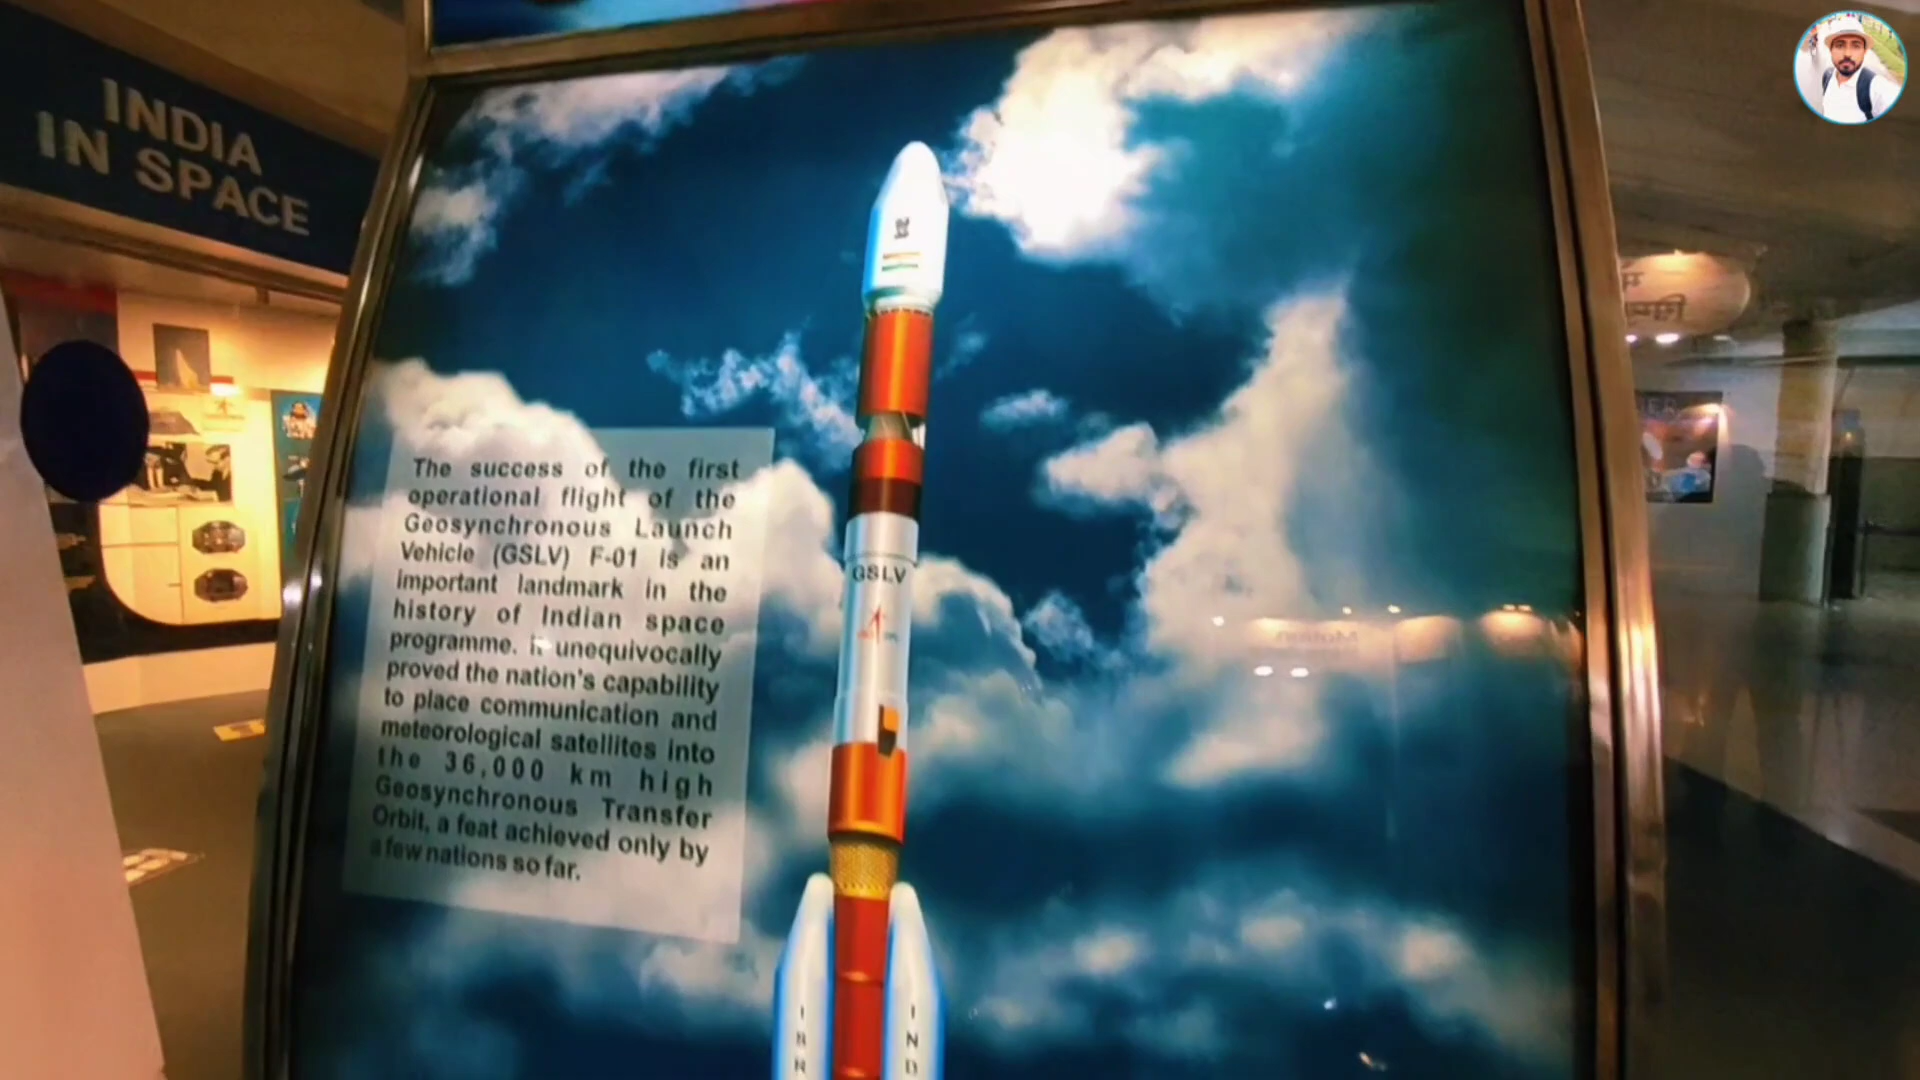 INDIA
IN SPACE
The success of the first
operational flight of the
Geosynchronous Launch
Vehicle (GSLV) F-01 is an
important landmark in the
history of Indian space
programme. It unequivocally
proved the nation's capability
to place communication and
meteorological satellites into
the 36,000 km high
Geosynchronous Transfer
Orbit, a feat achieved only by
a few nations so far.
GSLV
I
S
R
I
N
D